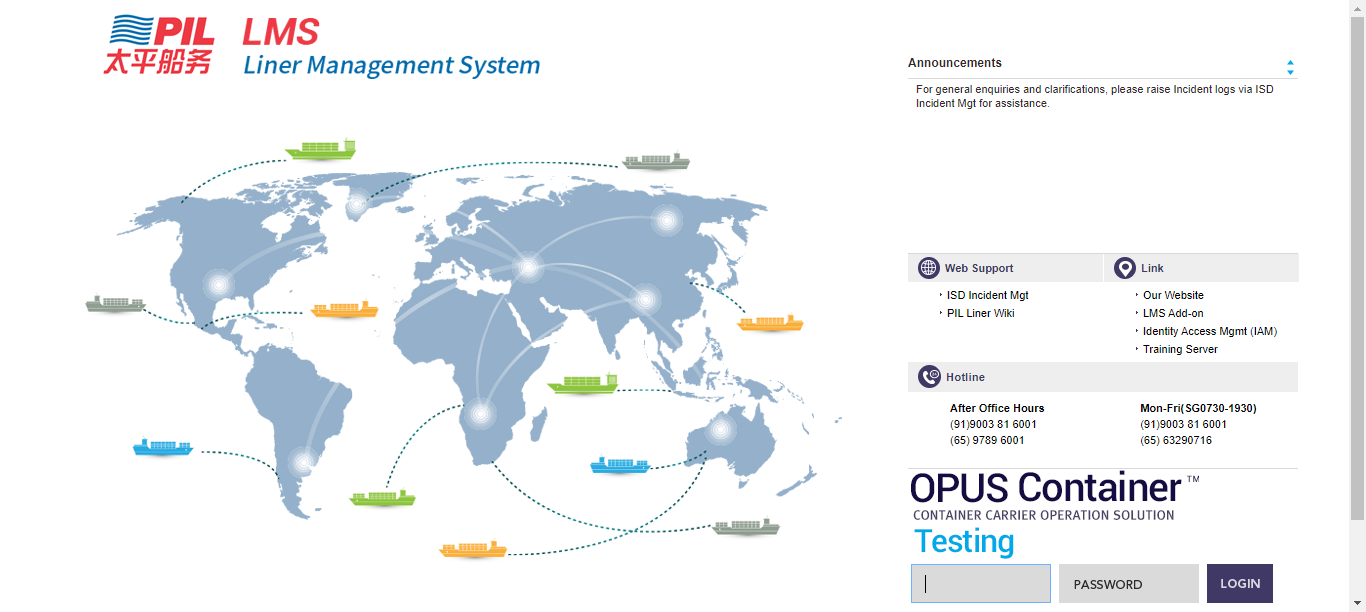 PIL
太平船务
LMS
Liner Management System
Announcements
For general enquiries and clarifications, please raise Incident logs via ISD
Incident Mgt for assistance.
Web Support
Link
ISD Incident Mgt
PIL Liner Wiki
Our Website
LMS Add-on
Identity Access Mgmt (IAM)
Training Server
Hotline
After Office Hours
(91)9003 81 6001
(65) 9789 6001
Mon-Fri(SG0730-1930)
(91)9003 81 6001
(65) 63290716
OPUS Container™
CONTAINER CARRIER OPERATION SOLUTION
Testing
PASSWORD
LOGIN